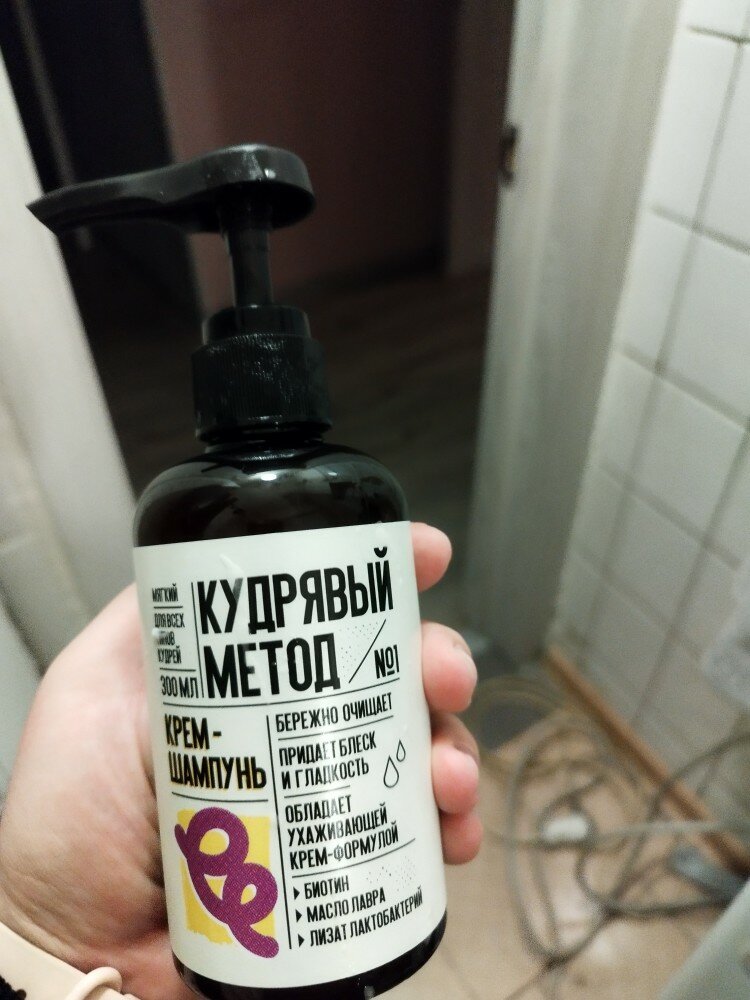 МЯГКИЙ
ДЛЯ ВСЕХ
ТИПОВ
КУДРЕЙ
300 МЛ
КУДРЯВЫЙ
МЕТОД
№1
КРЕМ-
ШАМПУНЬ
БЕРЕЖНО ОЧИЩАЕТ
ПРИДАЕТ БЛЕСК
И ГЛАДКОСТЬ
ОБЛАДАЕТ
УХАЖИВАЮЩЕЙ
КРЕМ-ФОРМУЛОЙ
БИОТИН
МАСЛО ЛАВРА
ЛИЗАТ ЛАКТОБАКТЕРИЙ